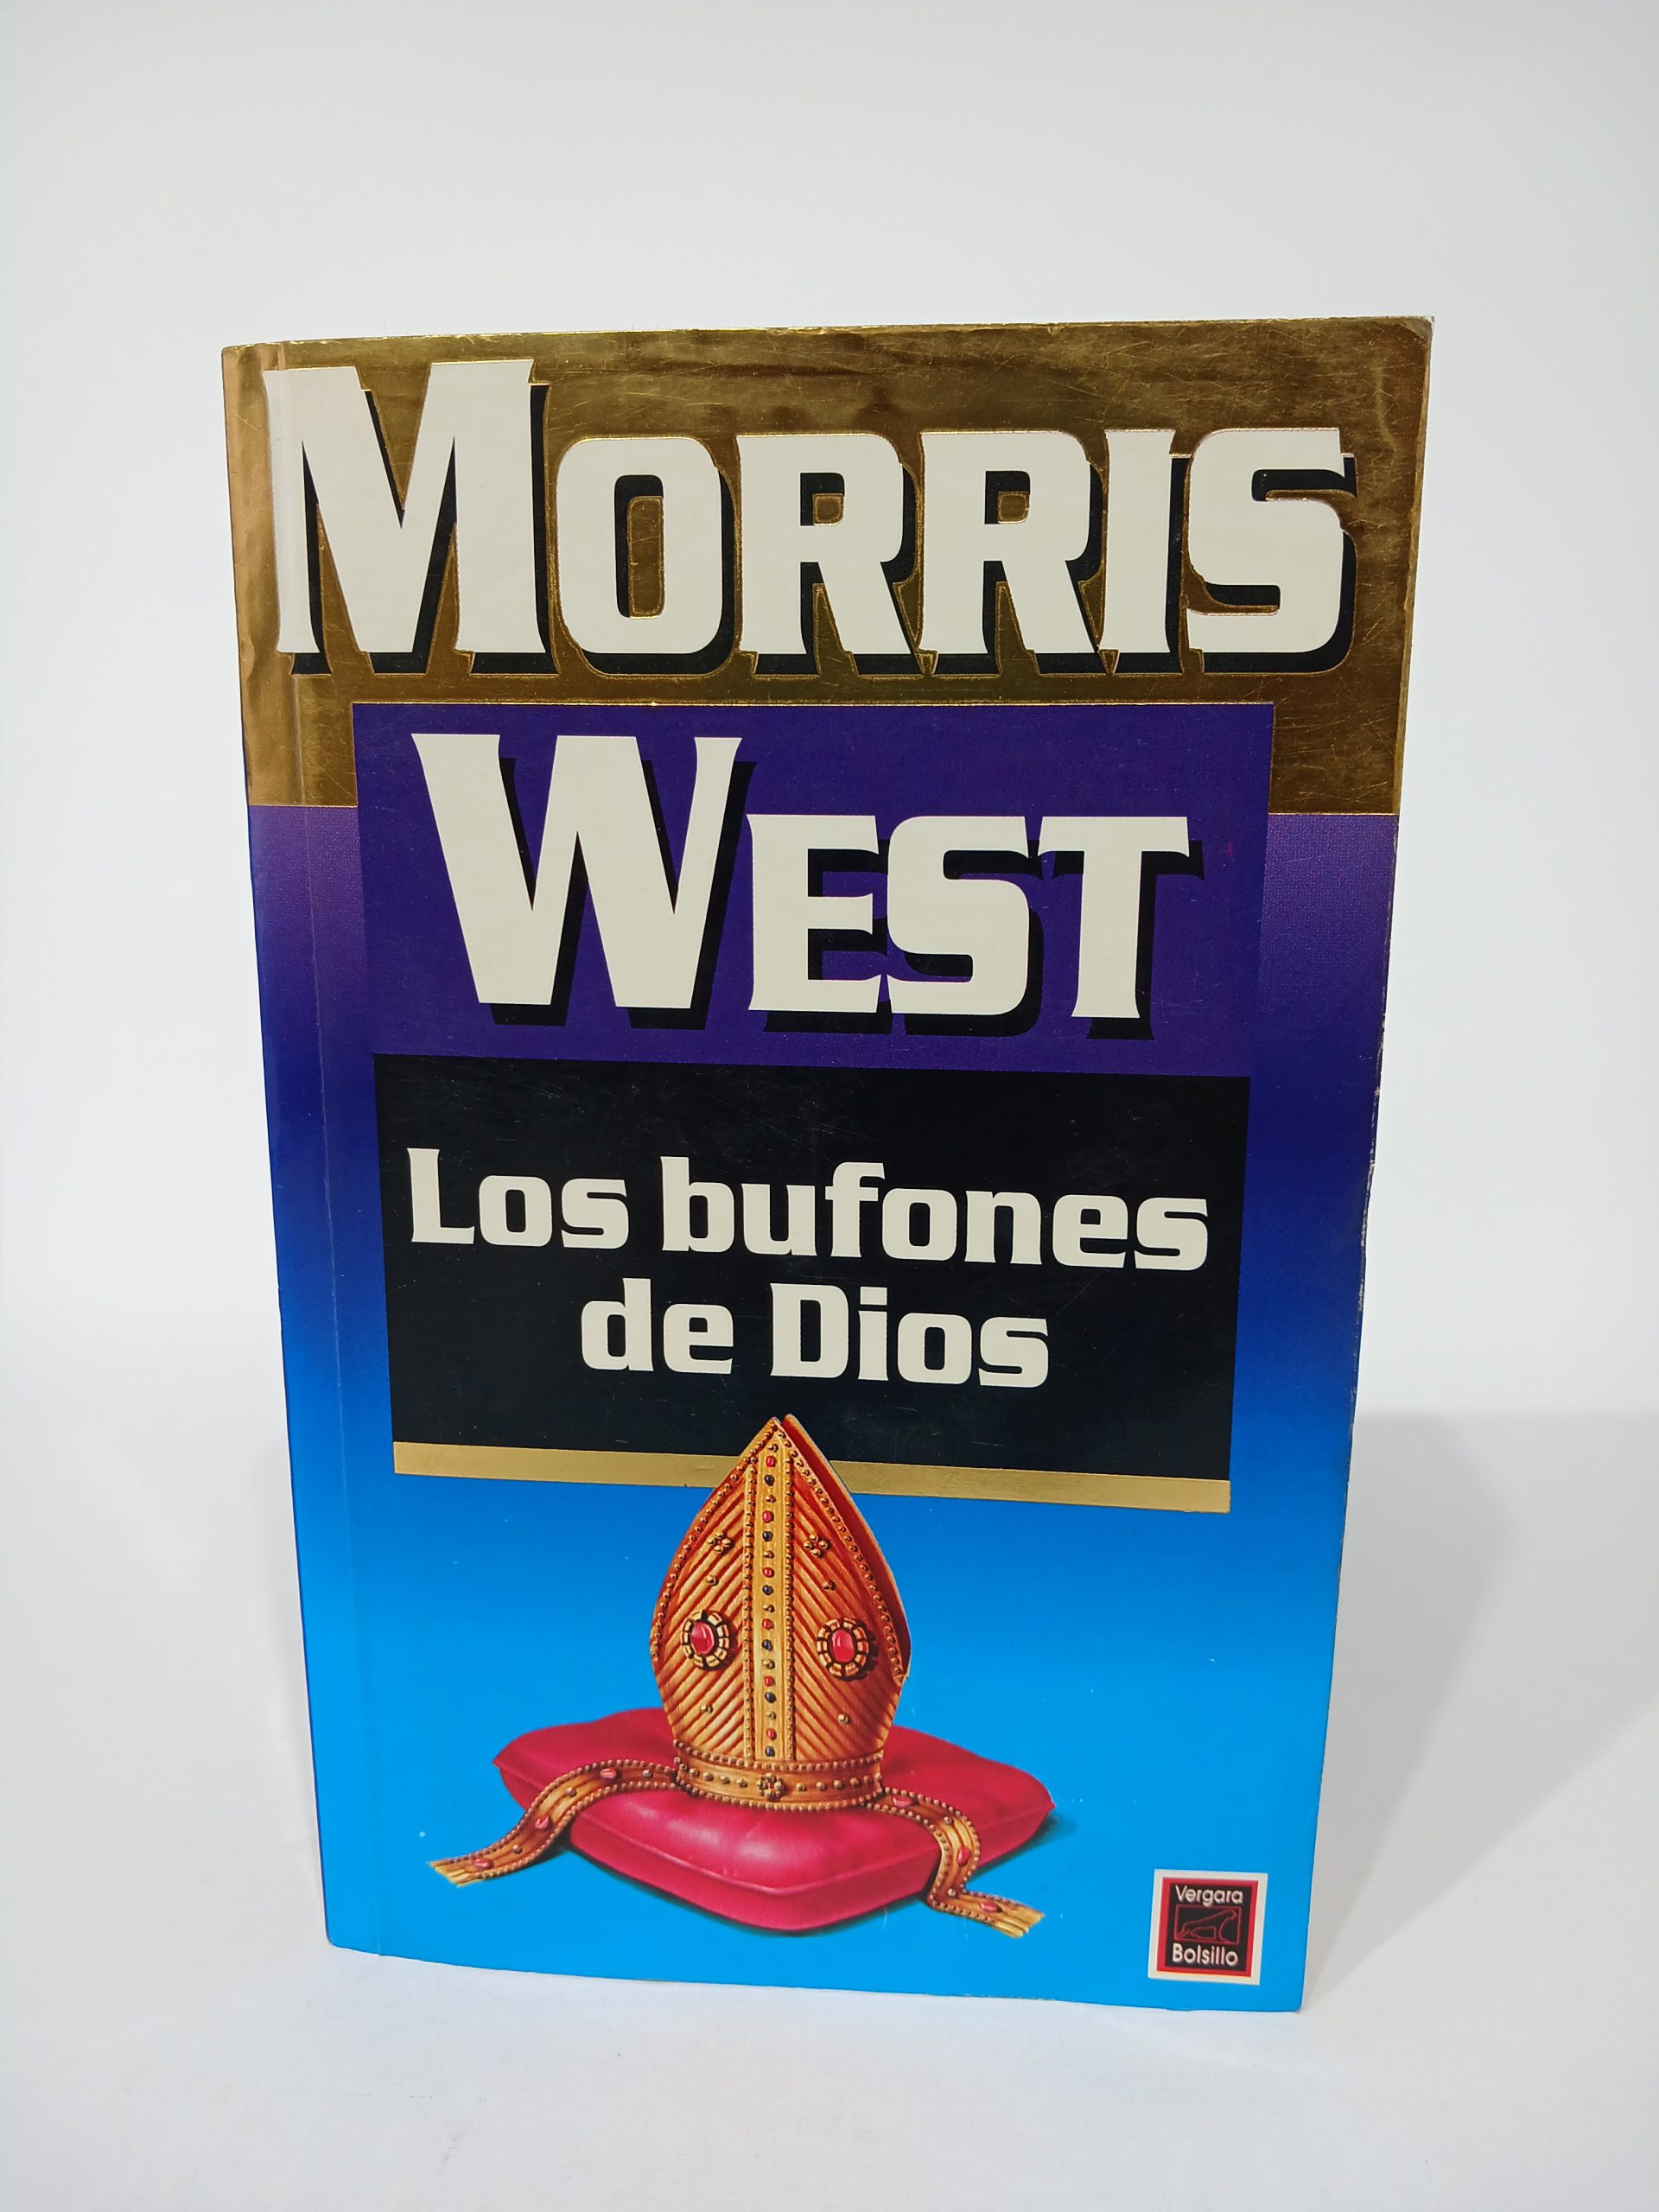 MORRIS
WEST
Los bufones
de Dios
Vergara
Bolsillo